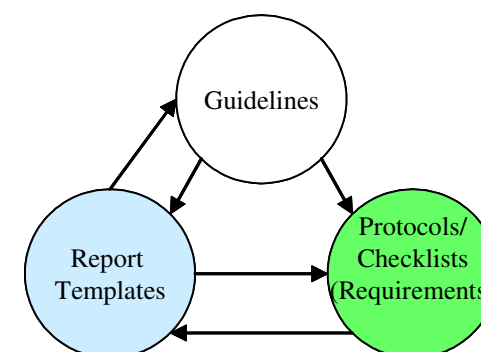 Guidelines
Report
Templates
Protocols/
Checklists
(Requirements